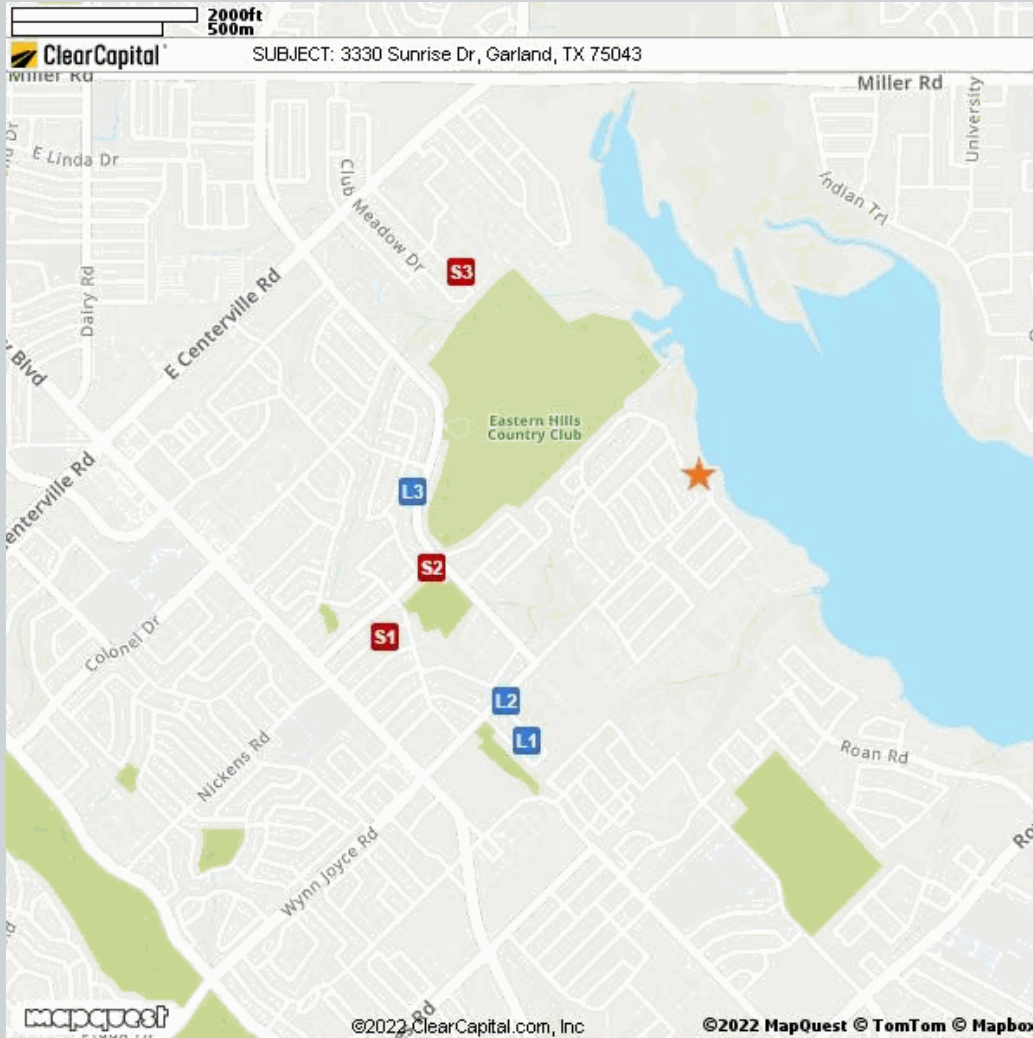 2000ft
500m
ClearCapital
SUBJECT: 3330 Sunrise Dr, Garland, TX 75043
Miller Rd
Miller Rd
University
E Linda Dr
Indian Trl
Club Meadow Dr
S3
Dairy Rd
E Centerville Rd
Blvd
Eastern Hills
Country Club
L3
Centerville Rd
S2
S1
Colonel Dr
L2
L1
Nickens Rd
Roan Rd
Wynn Joyce Rd
Rd
mapquest
©2022 ClearCapital.com, Inc
©2022 MapQuest © TomTom © Mapbox